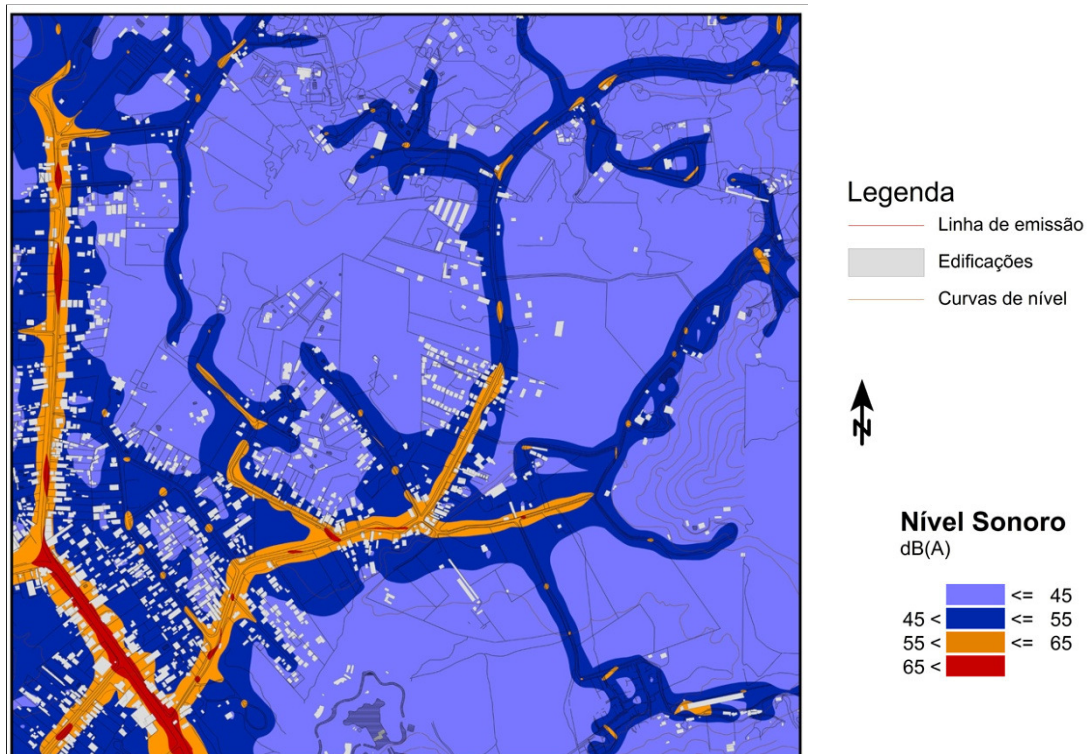 Legenda
Linha de emissão
Edificações
Curvas de nível
N
Nível Sonoro
dB(A)
<= 45
45 < <= 55
55 < <= 65
65 <